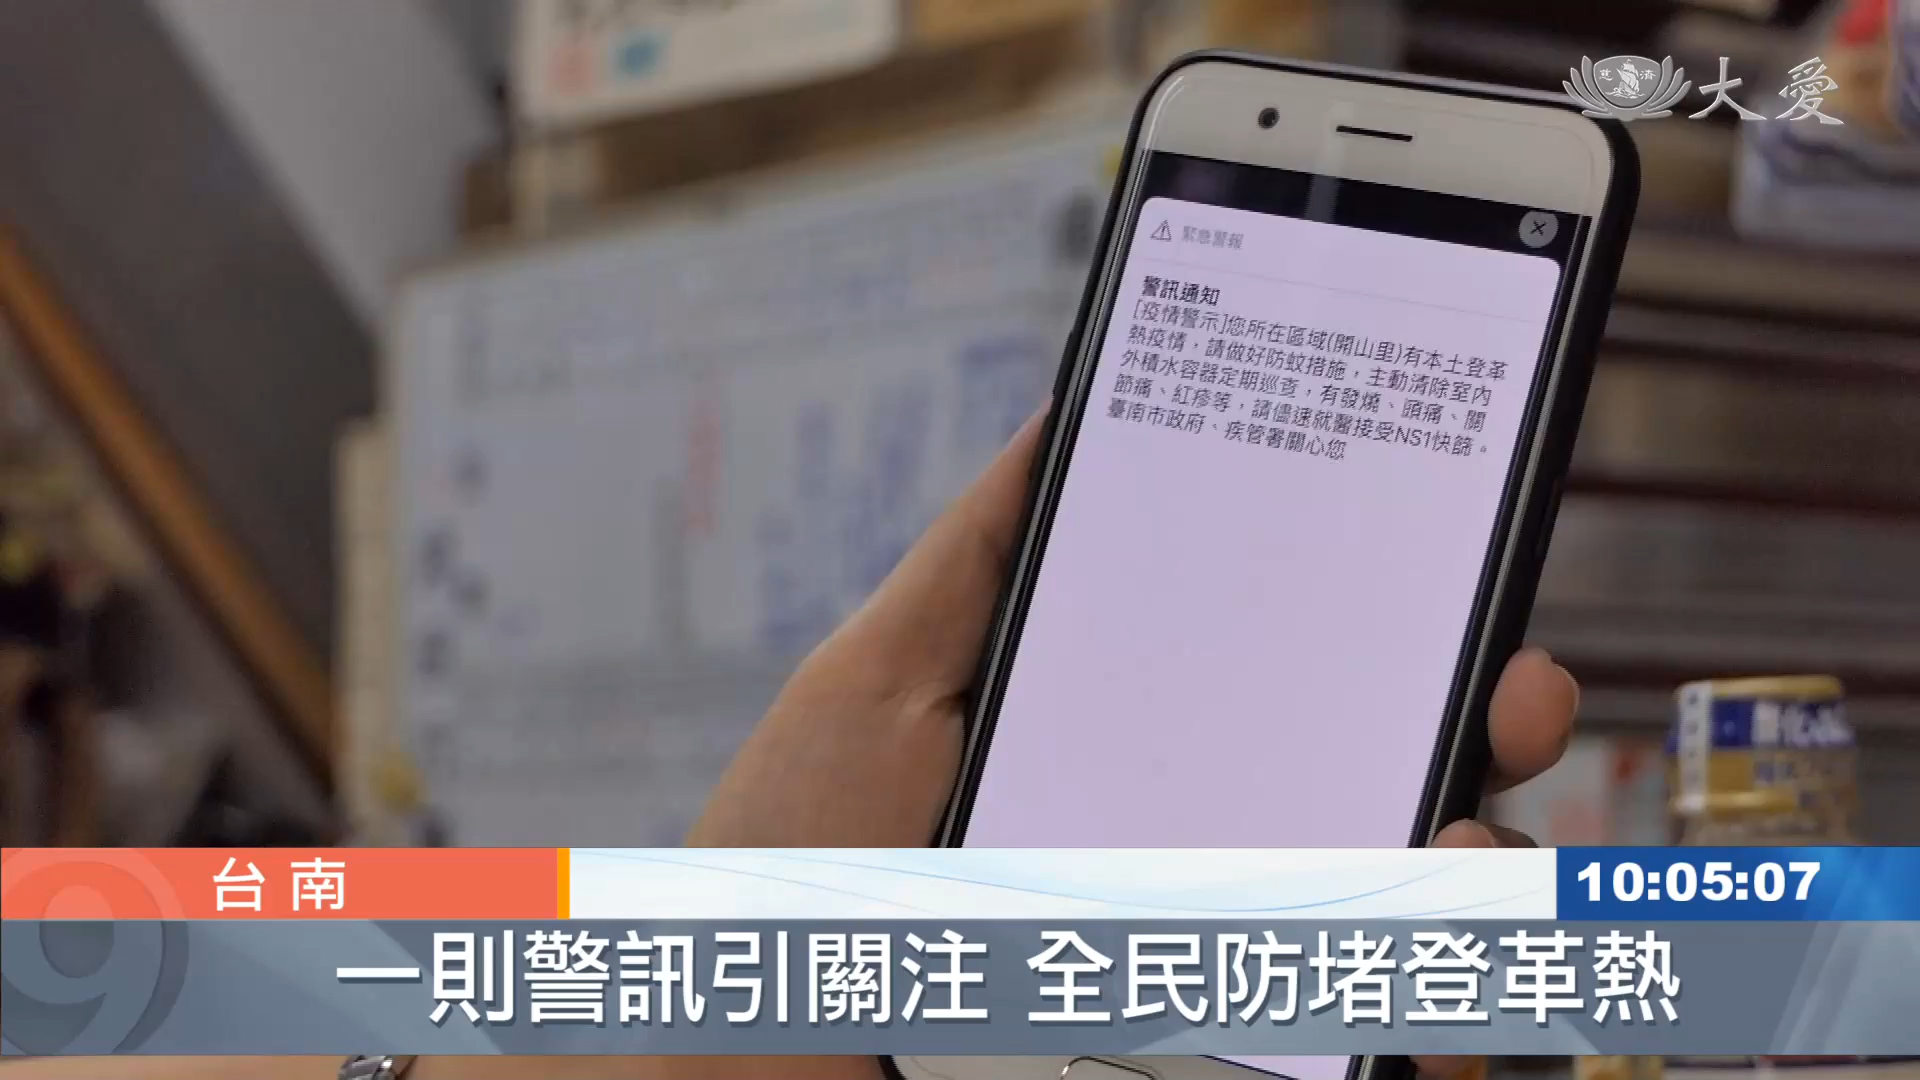 慈濟
大愛
緊急警報
警訊通知
[疫情警示]您所在區域(開山里)有本土登革
熱疫情，請做好防蚊措施，主動清除室內
外積水容器定期巡查，有發燒、頭痛、關
節痛、紅疹等，請儘速就醫接受NS1快篩。
臺南市政府、疾管署關心您
台南
10:05:07
一則警訊引關注 全民防堵登革熱